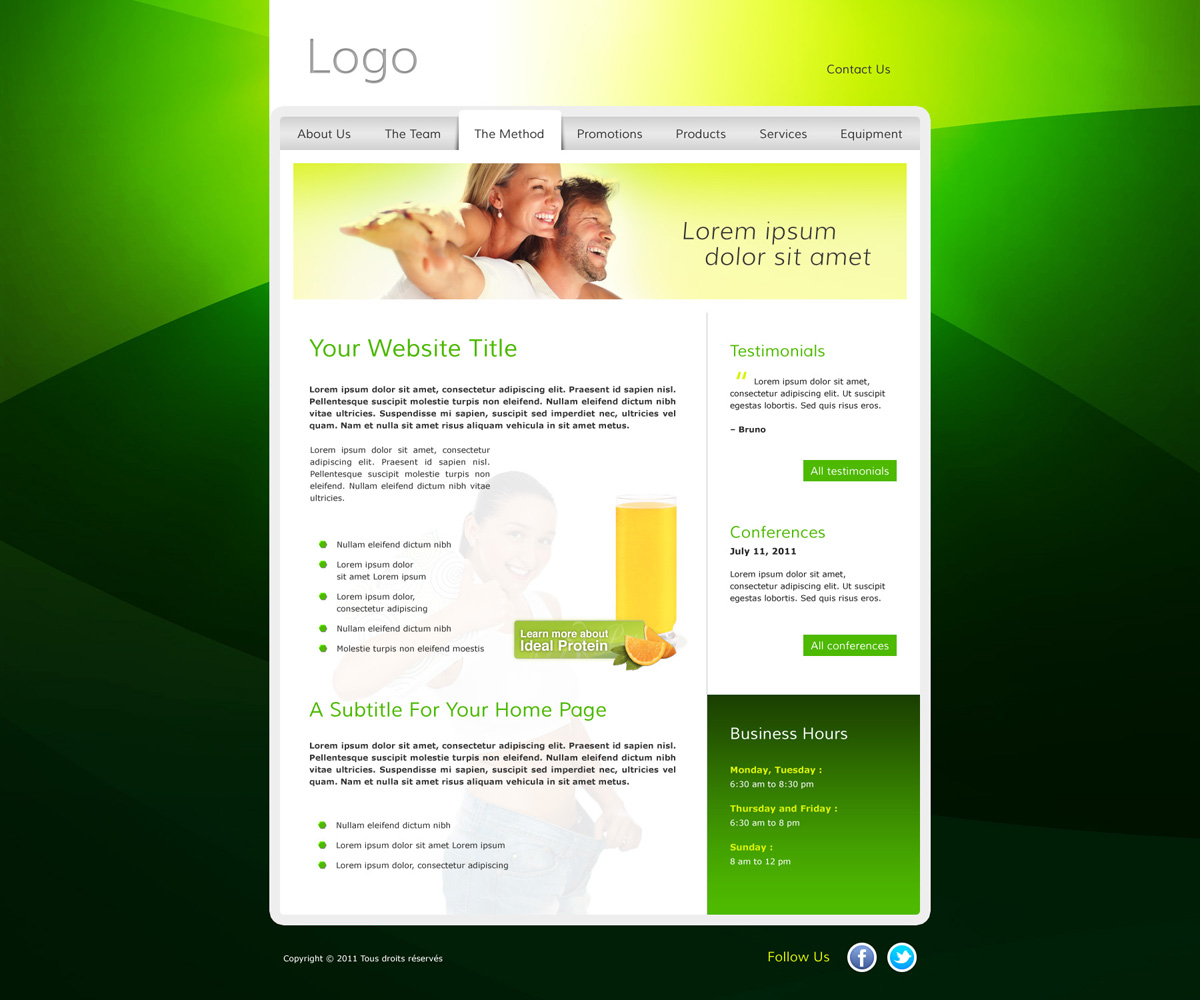 Logo
Contact Us
About Us
The Team
The Method
Promotions
Products
Services
Equipment
Lorem ipsum
dolor sit amet
Your Website Title
Lorem ipsum dolor sit amet, consectetur adipiscing elit. Praesent id sapien nisl.
Pellentesque suscipit molestie turpis non eleifend. Nullam eleifend dictum nibh
vitae ultricies. Suspendisse mi sapien, suscipit sed imperdiet nec, ultricies vel
quam. Nam et nulla sit amet risus aliquam vehicula in sit amet metus.
Lorem ipsum dolor sit amet, consectetur
adipiscing elit. Praesent id sapien nisl.
Pellentesque suscipit molestie turpis non
eleifend. Nullam eleifend dictum nibh vitae
ultricies.
Nullam eleifend dictum nibh
Lorem ipsum dolor
sit amet Lorem ipsum
Lorem ipsum dolor,
consectetur adipiscing
Nullam eleifend dictum nibh
Molestie turpis non eleifend moestis
Learn more about
Ideal Protein
A Subtitle For Your Home Page
Lorem ipsum dolor sit amet, consectetur adipiscing elit. Praesent id sapien nisl.
Pellentesque suscipit molestie turpis non eleifend. Nullam eleifend dictum nibh
vitae ultricies. Suspendisse mi sapien, suscipit sed imperdiet nec, ultricies vel
quam. Nam et nulla sit amet risus aliquam vehicula in sit amet metus.
Nullam eleifend dictum nibh
Lorem ipsum dolor sit amet Lorem ipsum
Lorem ipsum dolor, consectetur adipiscing
Testimonials
“ Lorem ipsum dolor sit amet,
consectetur adipiscing elit. Ut suscipit
egestas lobortis. Sed quis risus eros.
– Bruno
All testimonials
Conferences
July 11, 2011
Lorem ipsum dolor sit amet,
consectetur adipiscing elit. Ut suscipit
egestas lobortis. Sed quis risus eros.
All conferences
Business Hours
Monday, Tuesday :
6:30 am to 8:30 pm
Thursday and Friday :
6:30 am to 8 pm
Sunday :
8 am to 12 pm
Copyright © 2011 Tous droits réservés
Follow Us
f